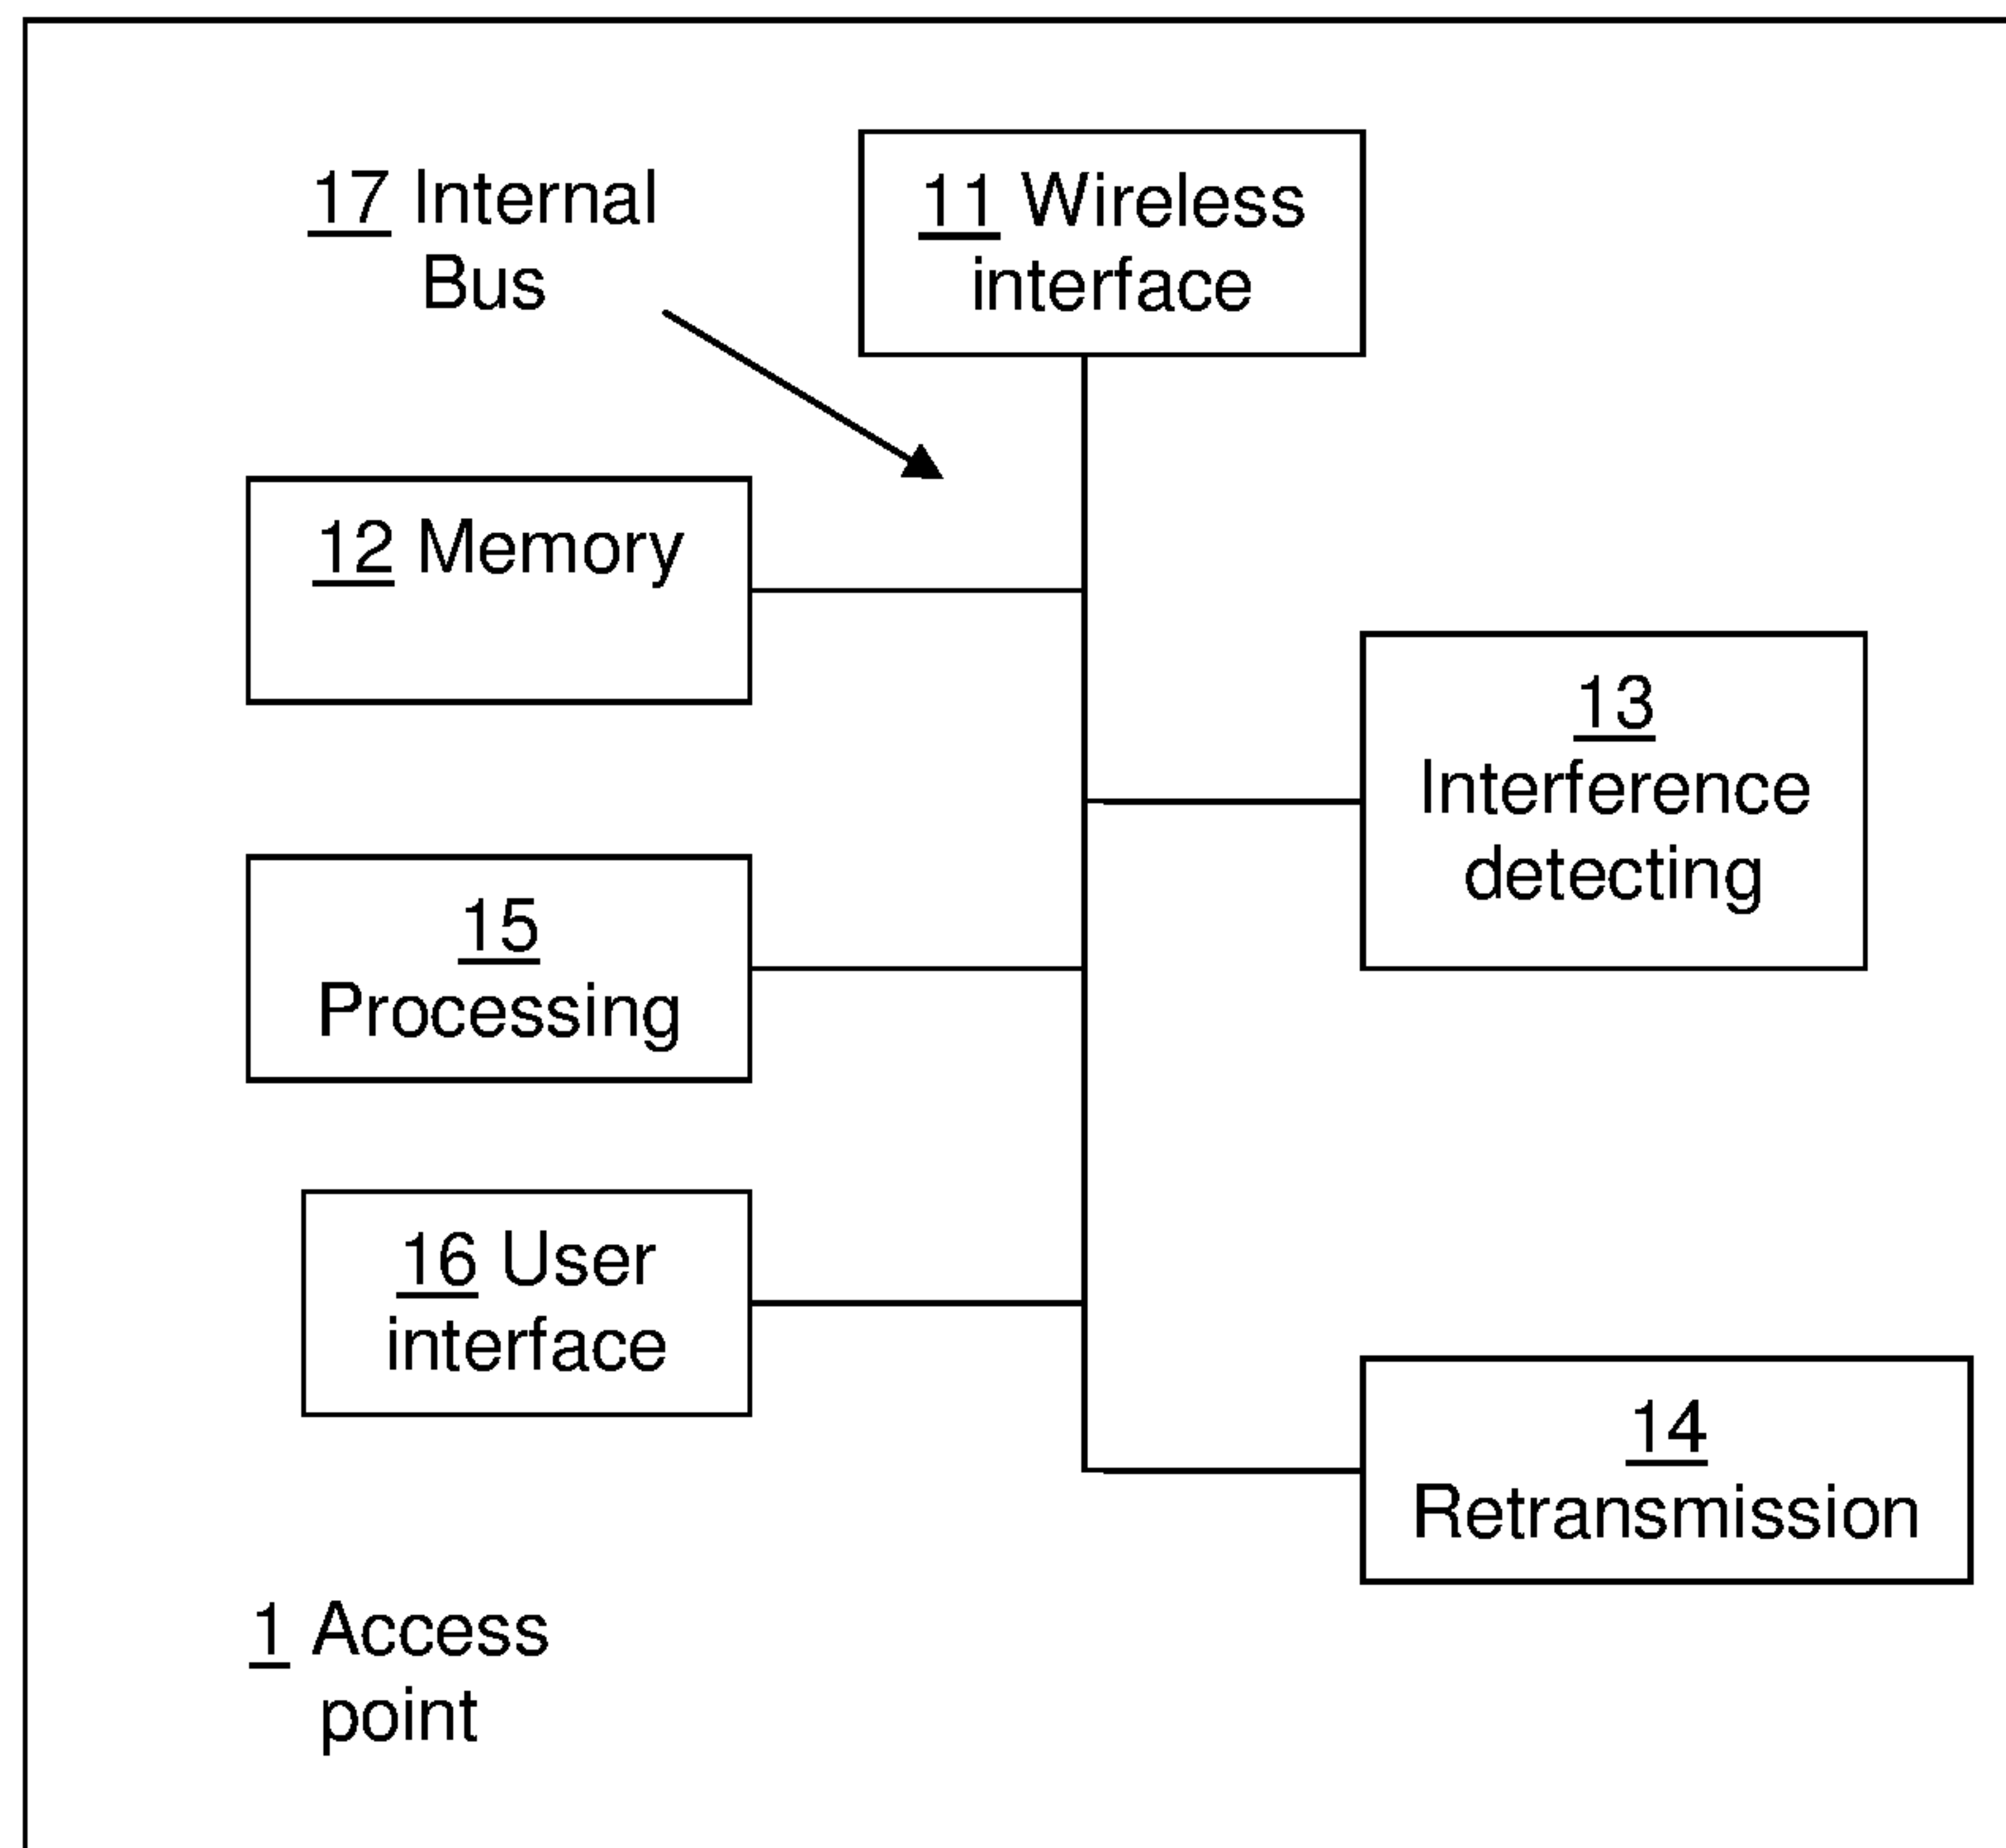 17 Internal
Bus
11 Wireless
interface
12 Memory
13
Interference
detecting
15
Processing
16 User
interface
14
Retransmission
1 Access
point